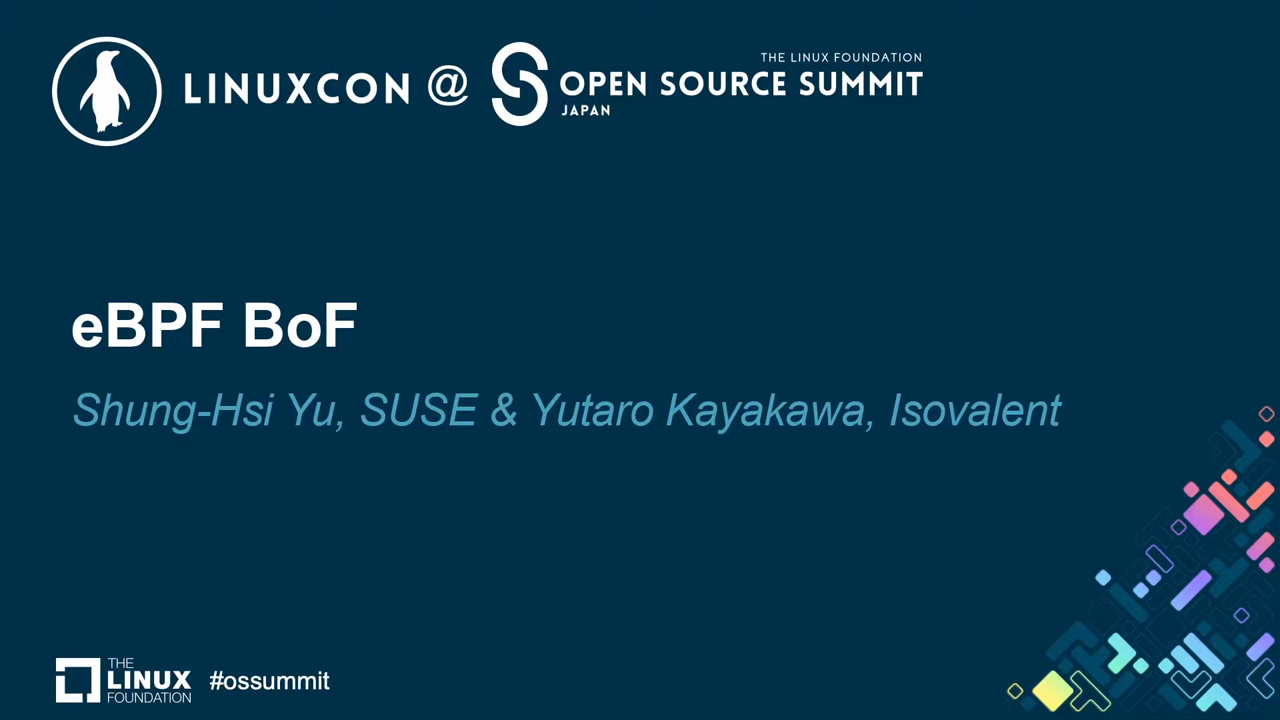 LINUXCON @
THE LINUX FOUNDATION
OPEN SOURCE SUMMIT
JAPAN
eBPF BoF
Shung-Hsi Yu, SUSE & Yutaro Kayakawa, Isovalent
THE
LINUX
FOUNDATION
#ossummit